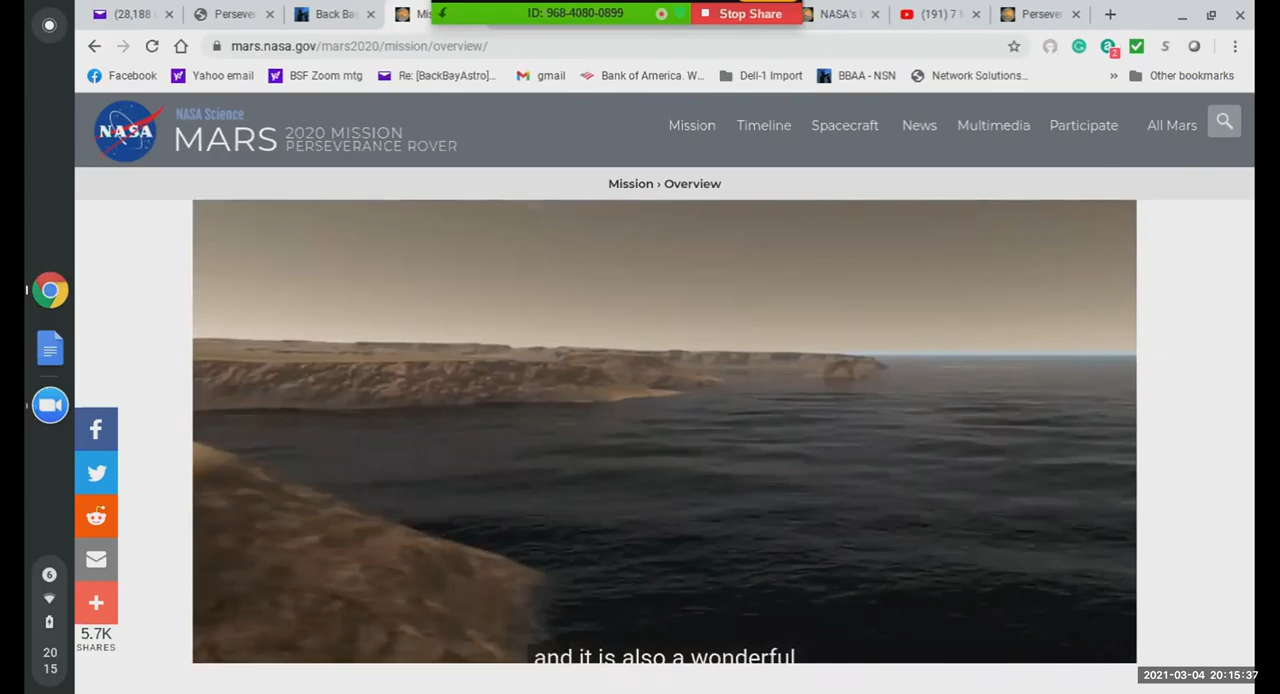 (28,188
Perseve
Back Ba
Mi
ID: 968-4080-0899
Stop Share
NASA's
(191) 7
Perseve
mars.nasa.gov/mars2020/mission/overview/
2
Facebook
Yahoo email
BSF Zoom mtg
Re: [BackBayAstro]...
gmail
Bank of America. W...
Dell-1 Import
BBAA - NSN
Network Solutions...
»
Other bookmarks
NASA
NASA Science
MARS
2020 MISSION
PERSEVERANCE ROVER
Mission
Timeline
Spacecraft
News
Multimedia
Participate
All Mars
Mission › Overview
5.7K
SHARES
6
20
15
and it is also a wonderful
2021-03-04 20:15:37